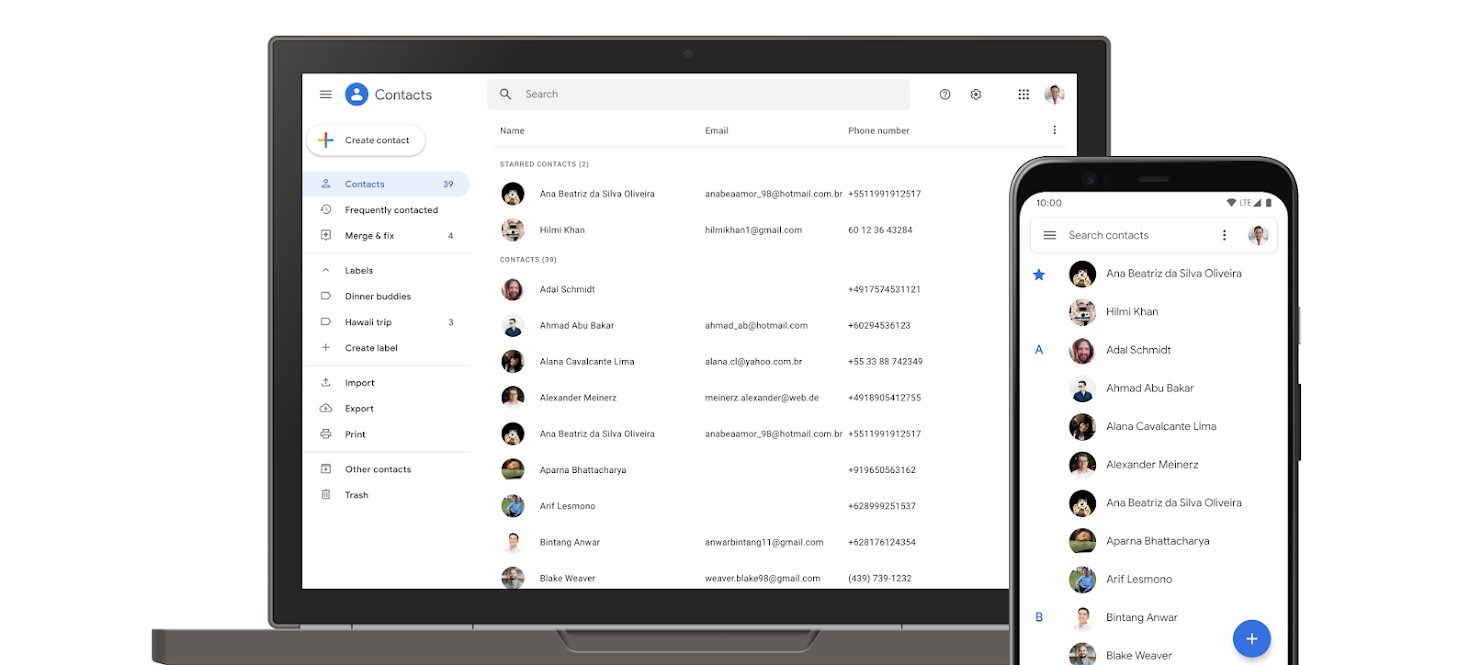 Contacts
Search
Create contact
Contacts 39
Frequently contacted
Merge & fix 4
Labels
Dinner buddies
Hawaii trip 3
Create label
Import
Export
Print
Other contacts
Trash
Name Email Phone number
STARRED CONTACTS (2)
Ana Beatriz da Silva Oliveira anabeaamor_98@hotmail.com.br +5511991912517
Hilmi Khan hilmikhan1@gmail.com 60 12 36 43284
CONTACTS (39)
Adal Schmidt +4917574531121
Ahmad Abu Bakar ahmad_ab@hotmail.com +60294536123
Alana Cavalcante Lima alana.cl@yahoo.com.br +55 33 88 742349
Alexander Meinerz meinerz.alexander@web.de +4918905412755
Ana Beatriz da Silva Oliveira anabeaamor_98@hotmail.com.br +5511991912517
Aparna Bhattacharya +919650563162
Arif Lesmono +628999251537
Bintang Anwar anwarbintang11@gmail.com +628176124354
Blake Weaver weaver.blake98@gmail.com (439) 739-1232
10:00 LTE
Search contacts
Ana Beatriz da Silva Oliveira
Hilmi Khan
A Adal Schmidt
Ahmad Abu Bakar
Alana Cavalcante Lima
Alexander Meinerz
Ana Beatriz da Silva Oliveira
Aparna Bhattacharya
Arif Lesmono
B Bintang Anwar
Blake Weaver